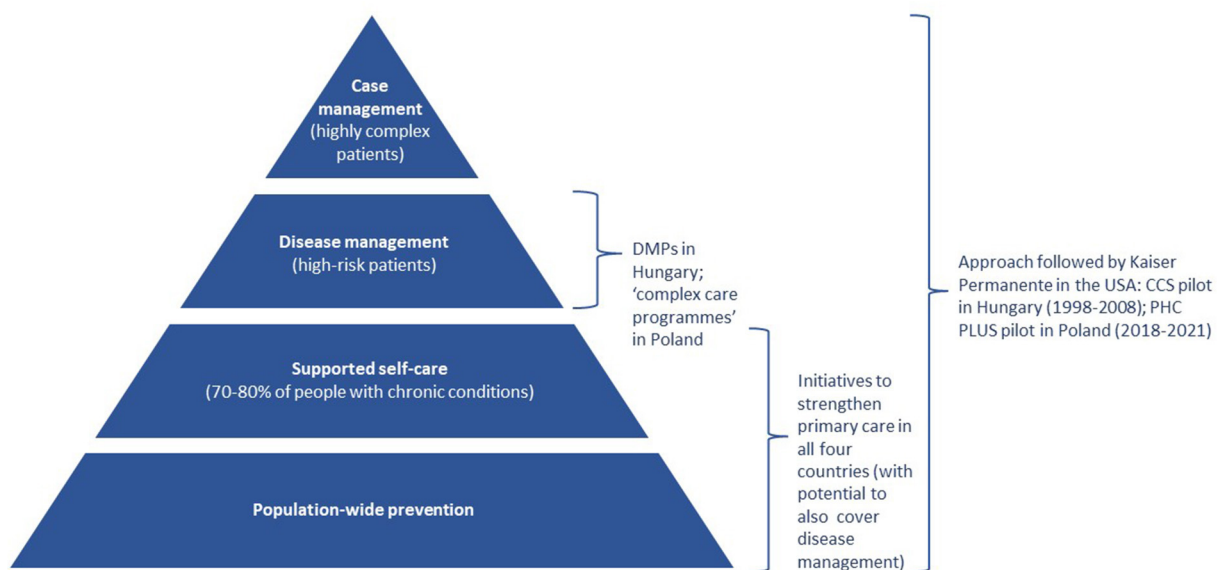 Case
management
(highly complex
patients)
Disease management
(high-risk patients)
Supported self-care
(70-80% of people with chronic conditions)
Population-wide prevention
DMPs in
Hungary;
‘complex care
programmes’
in Poland
Initiatives to
strengthen
primary care in
all four
countries (with
potential to
also cover
disease
management)
Approach followed by Kaiser
Permanente in the USA: CCS pilot
in Hungary (1998-2008); PHC
PLUS pilot in Poland (2018-2021)